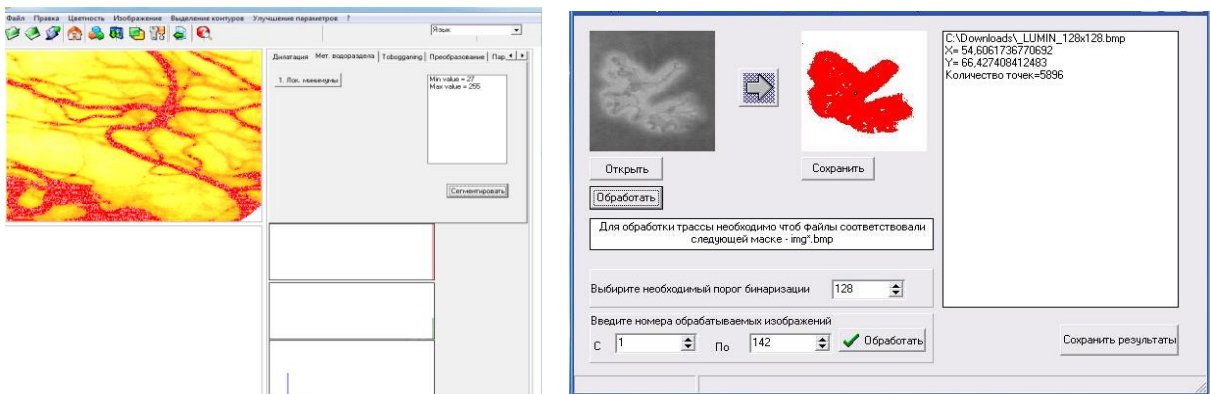 Файл Правка Цветность Изображение Выделение контуров Улучшение параметров ?
Язык
Дилатация Мет. водораздела Tobogganing Преобразование Пар
1. Лок. минимумы
Min value = 27
Max value = 255
Сегментировать
C:\Downloads\_LUMIN_128x128.bmp
X= 54,6061736770692
Y= 66,427408412483
Количество точек=5896
Открыть
Сохранить
Обработать
Для обработки трассы необходимо чтоб файлы соответствовали
следующей маске - img*.bmp
Выбирите необходимый порог бинаризации 128
Введите номера обрабатываемых изображений
С 1 По 142 Обработать
Сохранить результаты